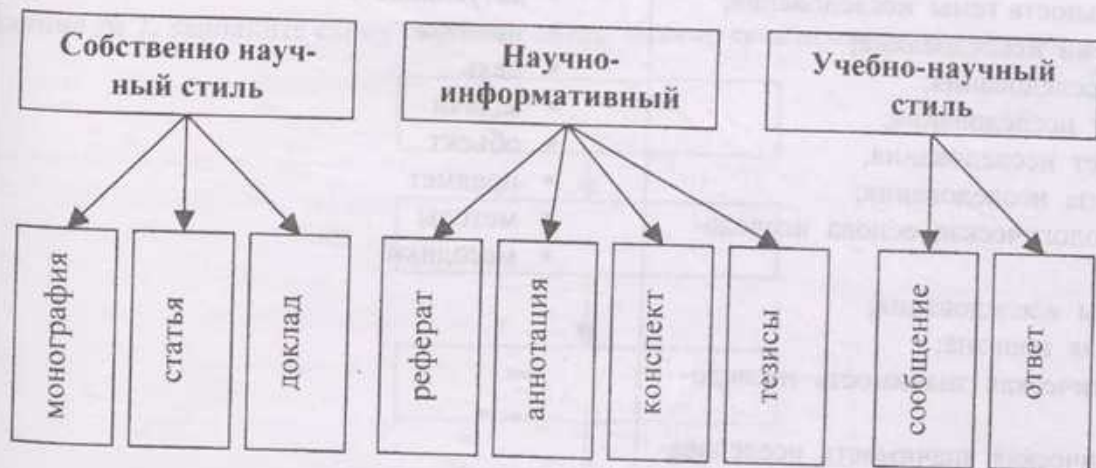 Собственно науч-
ный стиль
Научно-
информативный
Учебно-научный
стиль
монография
статья
доклад
реферат
аннотация
конспект
тезисы
сообщение
ответ